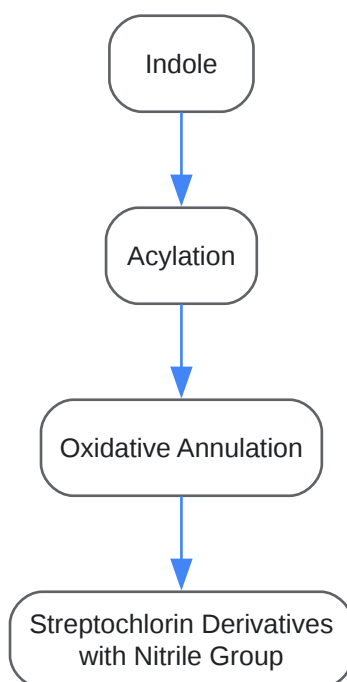 Indole
Acylation
Oxidative Annulation
Streptochlorin Derivatives
with Nitrile Group